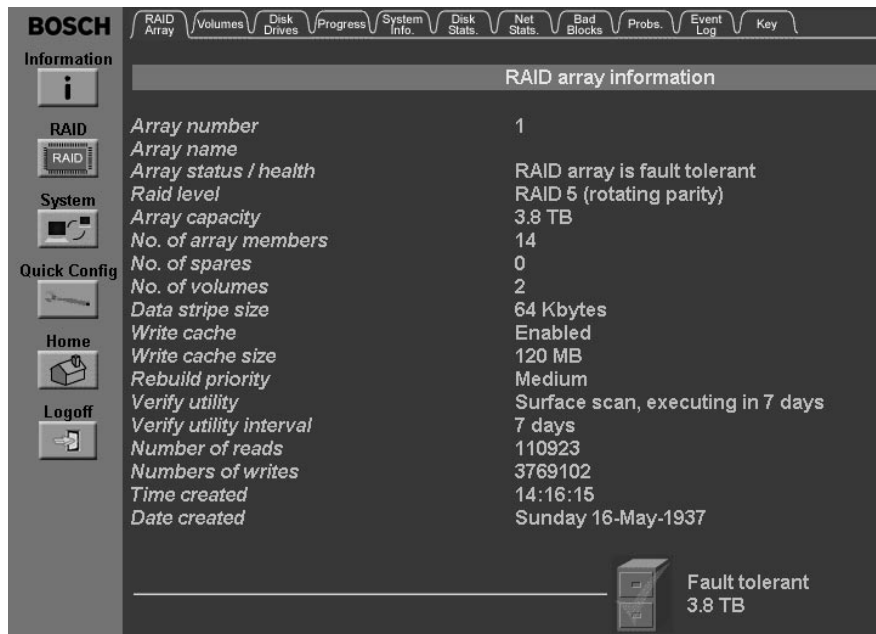 BOSCH
RAID Array
Volumes
Disk Drives
Progress
System Info.
Disk Stats.
Net Stats.
Bad Blocks
Probs.
Event Log
Key
Information
i
RAID
RAID
System
Quick Config
Home
Logoff
RAID array information
Array number 1
Array name
Array status / health RAID array is fault tolerant
Raid level RAID 5 (rotating parity)
Array capacity 3.8 TB
No. of array members 14
No. of spares 0
No. of volumes 2
Data stripe size 64 Kbytes
Write cache Enabled
Write cache size 120 MB
Rebuild priority Medium
Verify utility Surface scan, executing in 7 days
Verify utility interval 7 days
Number of reads 110923
Numbers of writes 3769102
Time created 14:16:15
Date created Sunday 16-May-1937
Fault tolerant
3.8 TB